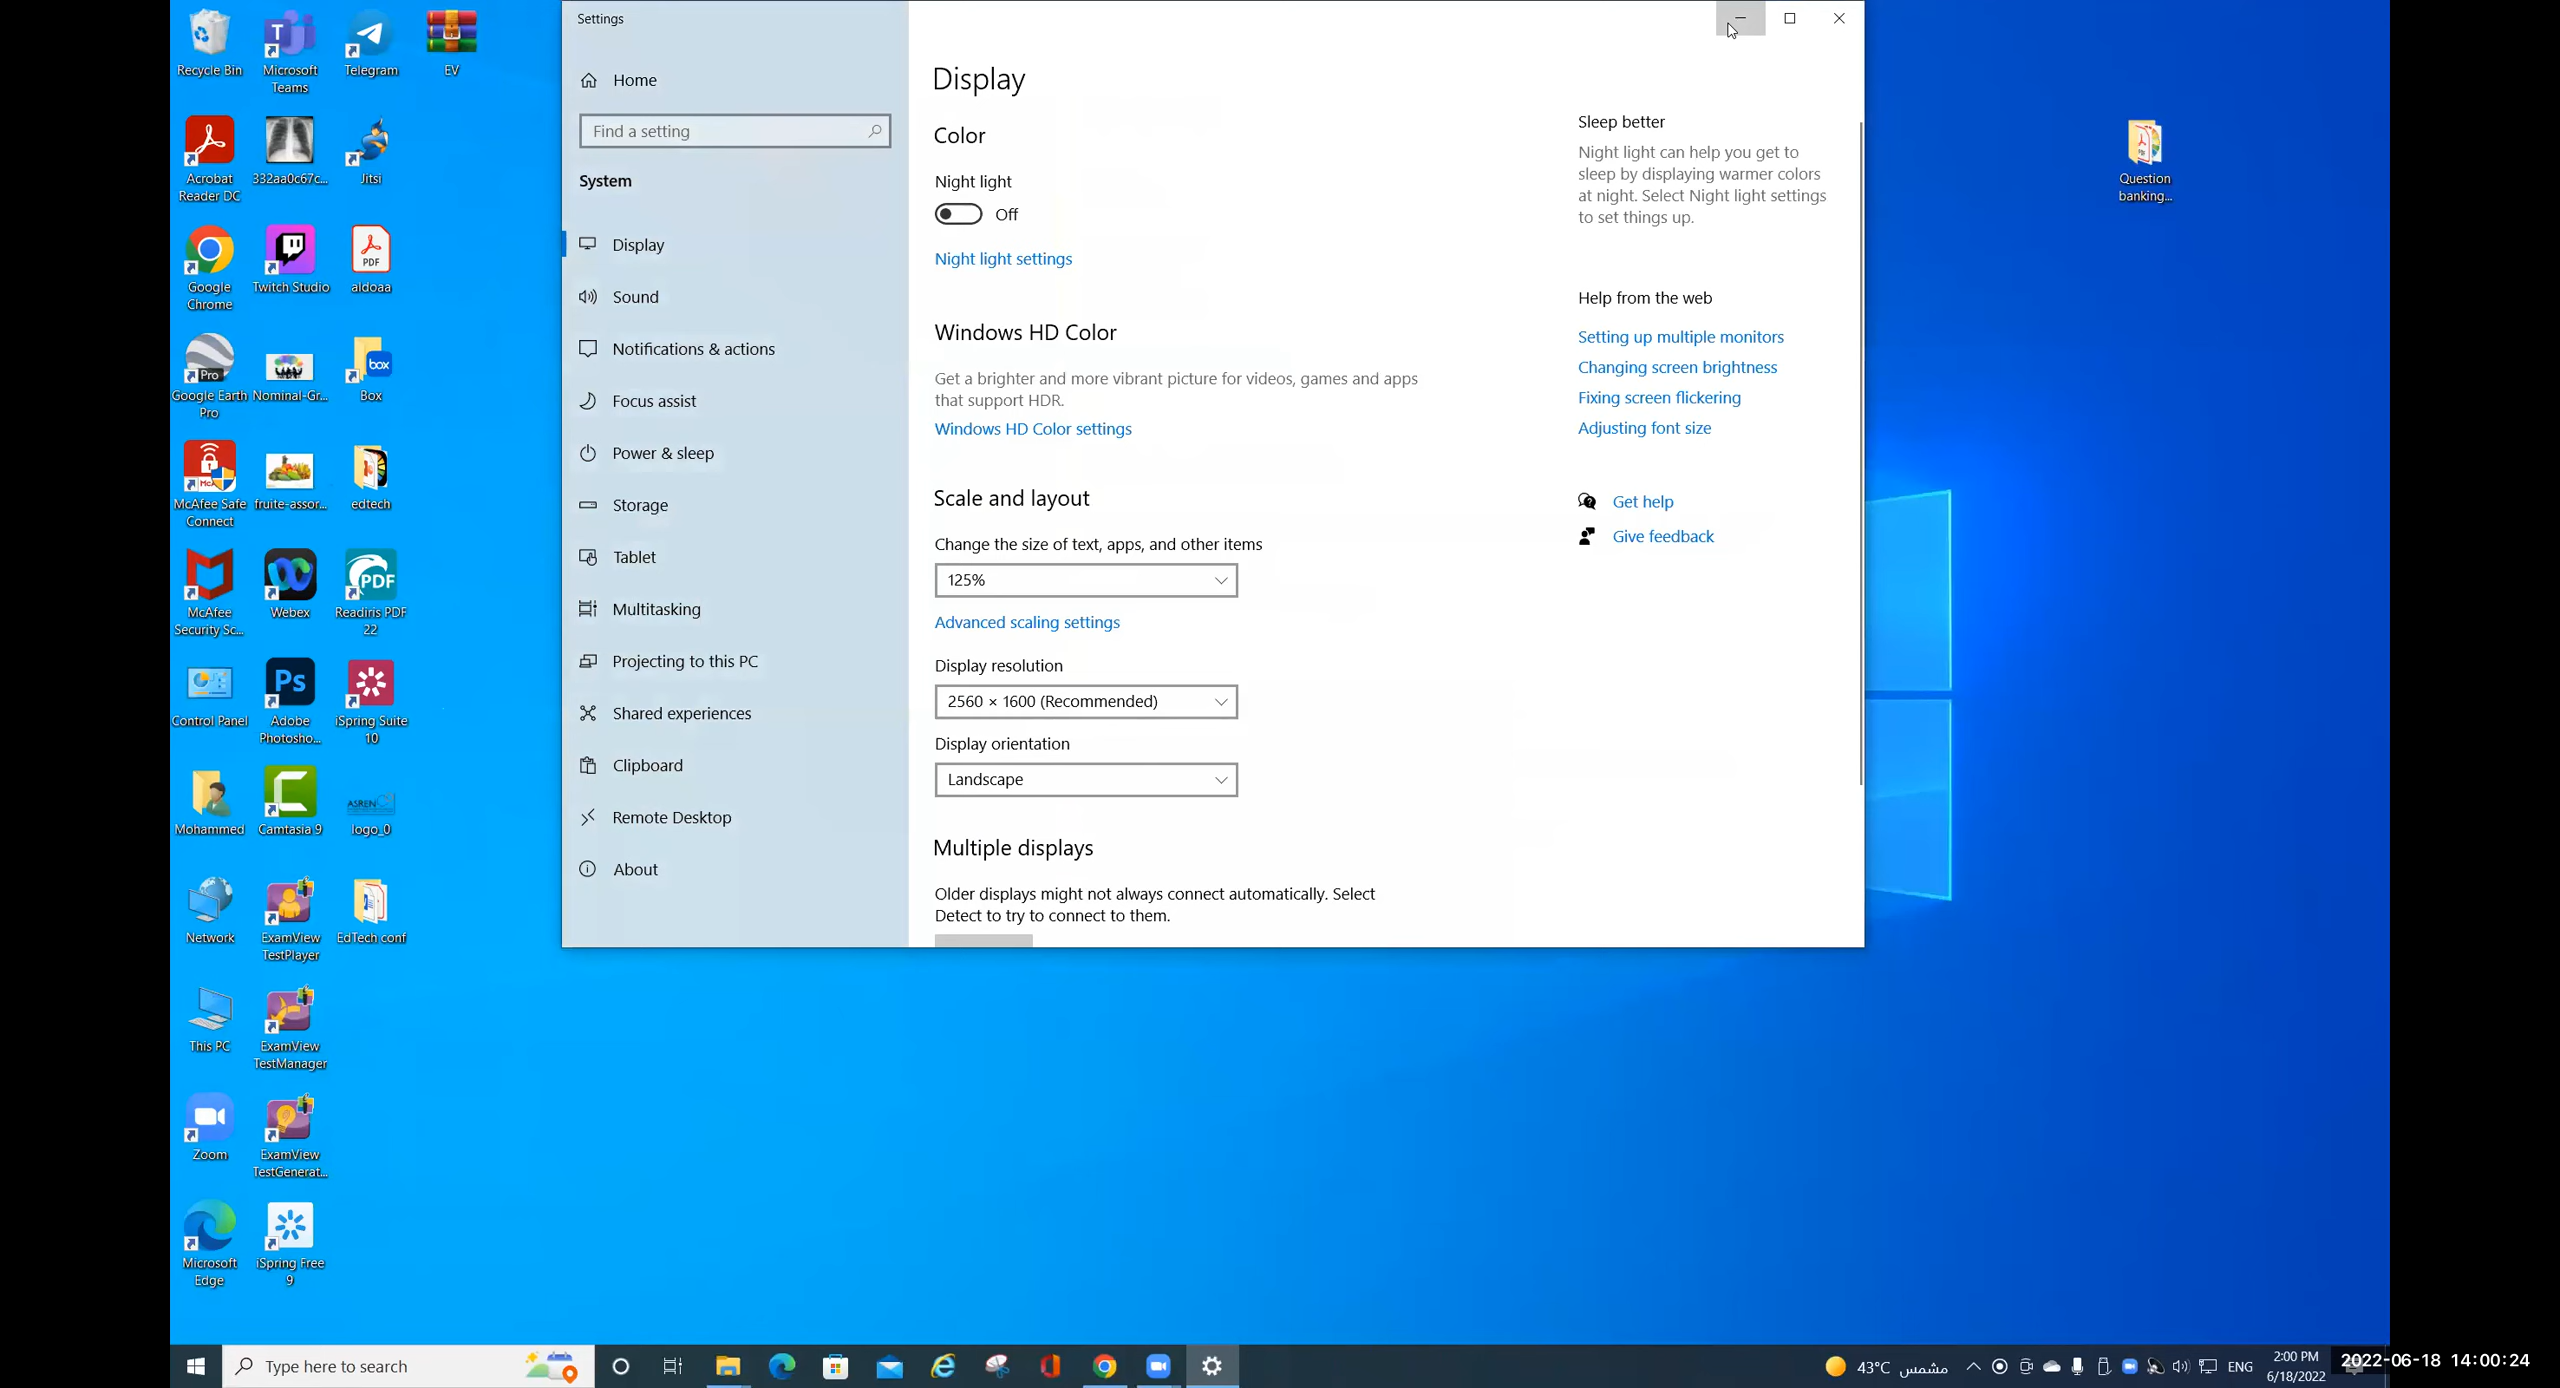 Recycle Bin
Microsoft
Teams
Telegram
EV
Acrobat
Reader DC
332aa0c67c...
Jitsi
Google
Chrome
Twitch Studio
PDF
aldoaa
Pro
Google Earth
Pro
Nominal-Gr...
box
Box
McAfee Safe
Connect
fruite-assor...
edtech
McAfee
Security Sc...
Webex
PDF
Readiris PDF
22
Control Panel
Ps
Adobe
Photosho...
iSpring Suite
10
Mohammed
Camtasia 9
ASREN
logo_0
Network
ExamView
TestPlayer
EdTech conf
This PC
ExamView
TestManager
Zoom
ExamView
TestGenerat...
Microsoft
Edge
iSpring Free
9
Settings
Home
Find a setting
System
Display
Sound
Notifications & actions
Focus assist
Power & sleep
Storage
Tablet
Multitasking
Projecting to this PC
Shared experiences
Clipboard
Remote Desktop
About
Display
Color
Night light
Off
Night light settings
Windows HD Color
Get a brighter and more vibrant picture for videos, games and apps
that support HDR.
Windows HD Color settings
Scale and layout
Change the size of text, apps, and other items
125%
Advanced scaling settings
Display resolution
2560 × 1600 (Recommended)
Display orientation
Landscape
Multiple displays
Older displays might not always connect automatically. Select
Detect to try to connect to them.
Sleep better
Night light can help you get to
sleep by displaying warmer colors
at night. Select Night light settings
to set things up.
Help from the web
Setting up multiple monitors
Changing screen brightness
Fixing screen flickering
Adjusting font size
Get help
Give feedback
Question
banking...
Type here to search
43°C مشمس
ENG
2:00 PM
6/18/2022
2022-06-18 14:00:24